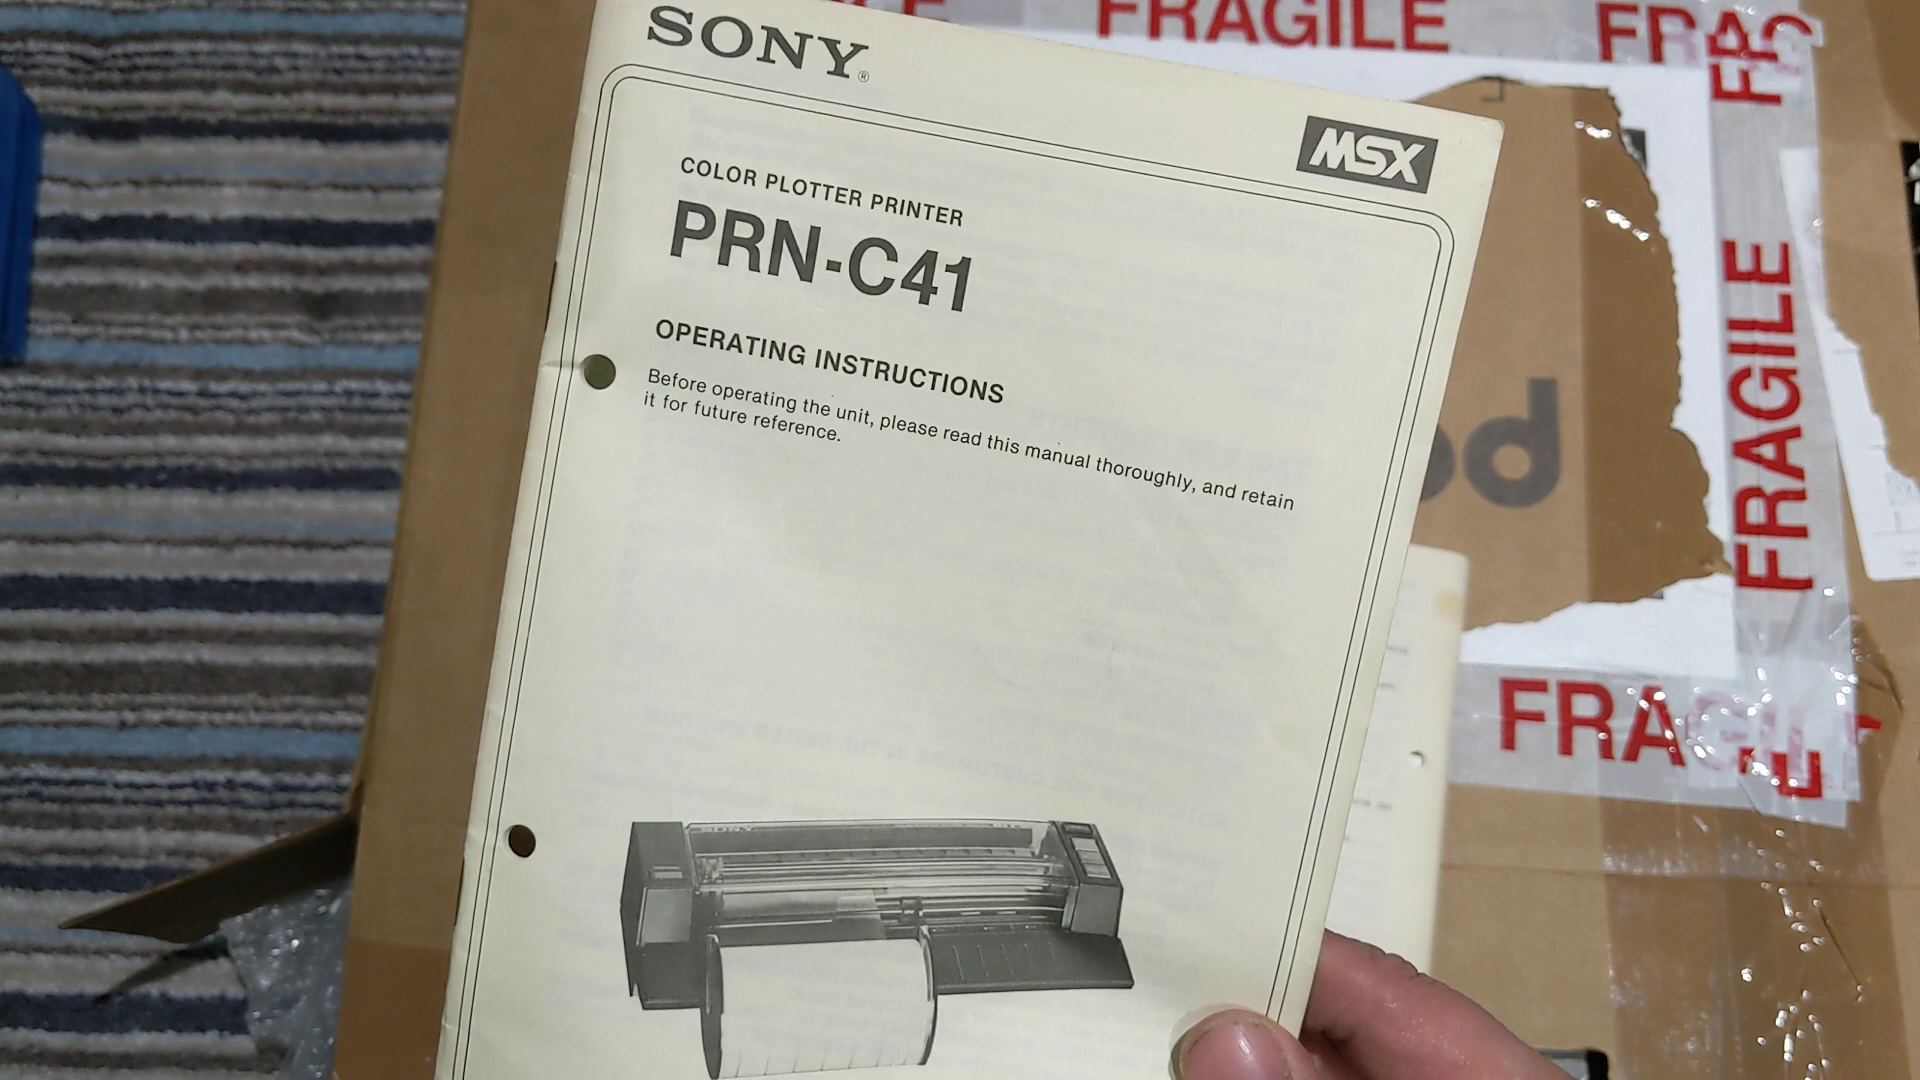 FRAGILE
FRAG
SONY®
MSX
COLOR PLOTTER PRINTER
PRN-C41
OPERATING INSTRUCTIONS
Before operating the unit, please read this manual thoroughly, and retain
it for future reference.
FRAGILE
FRAGILE